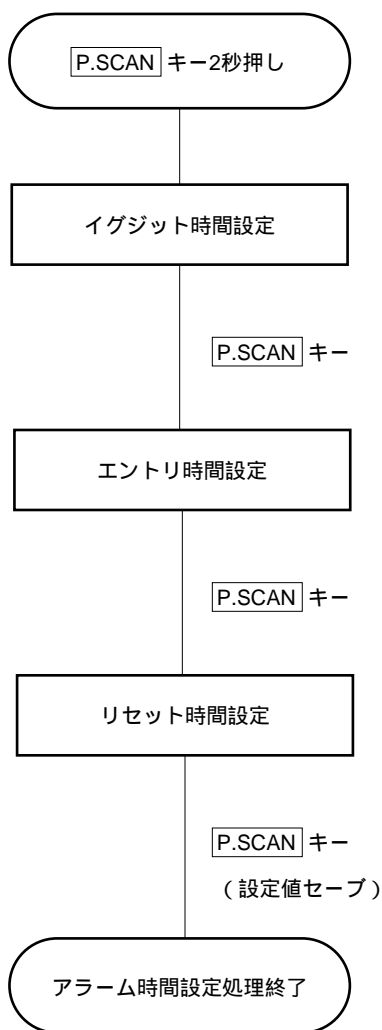 P.SCAN キー2秒押し
イグジット時間設定
P.SCAN キー
エントリ時間設定
P.SCAN キー
リセット時間設定
P.SCAN キー
（設定値セーブ）
アラーム時間設定処理終了